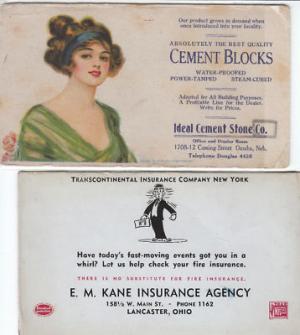 Our product grows in demand when
once introduced into your locality.
ABSOLUTELY THE BEST QUALITY
CEMENT BLOCKS
WATER-PROOFED
POWER-TAMPED STEAM-CURED
Adapted for All Building Purposes.
A Profitable Line for the Dealer.
Write for Prices.
Ideal Cement Stone Co.
Office and Display Room
1708-12 Cuming Street Omaha, Neb.
Telephone Douglas 4428
TRANSCONTINENTAL INSURANCE COMPANY NEW YORK
Have today's fast-moving events got you in a
whirl? Let us help check your fire insurance.
THERE IS NO SUBSTITUTE FOR FIRE INSURANCE.
E. M. KANE INSURANCE AGENCY
158½ W. MAIN ST. - PHONE 1162
LANCASTER, OHIO